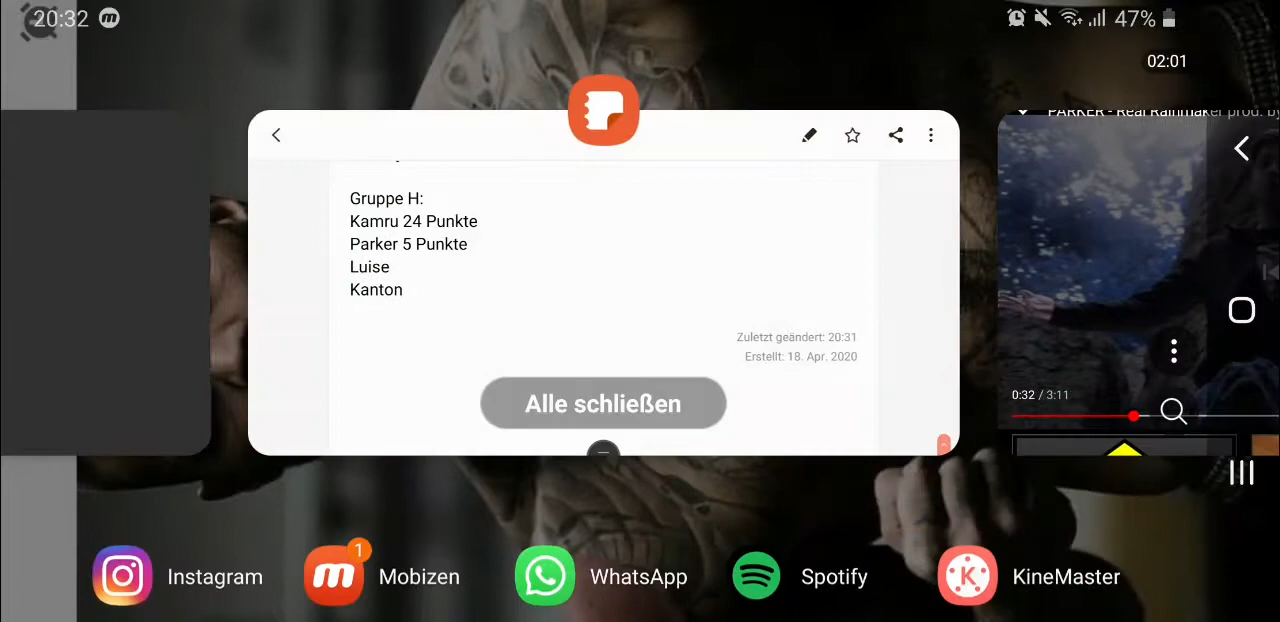 20:32
47%
02:01
PARKER - Real Rainmaker prod. by
Gruppe H:
Kamru 24 Punkte
Parker 5 Punkte
Luise
Kanton
Zuletzt geändert: 20:31
Erstellt: 18. Apr. 2020
Alle schließen
0:32 / 3:11
Instagram
1
Mobizen
WhatsApp
Spotify
KineMaster